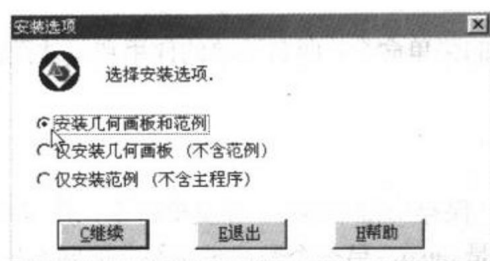 安装选项
选择安装选项.
安装几何画板和范例
仅安装几何画板 (不含范例)
仅安装范例 (不含主程序)
C继续 E退出 H帮助